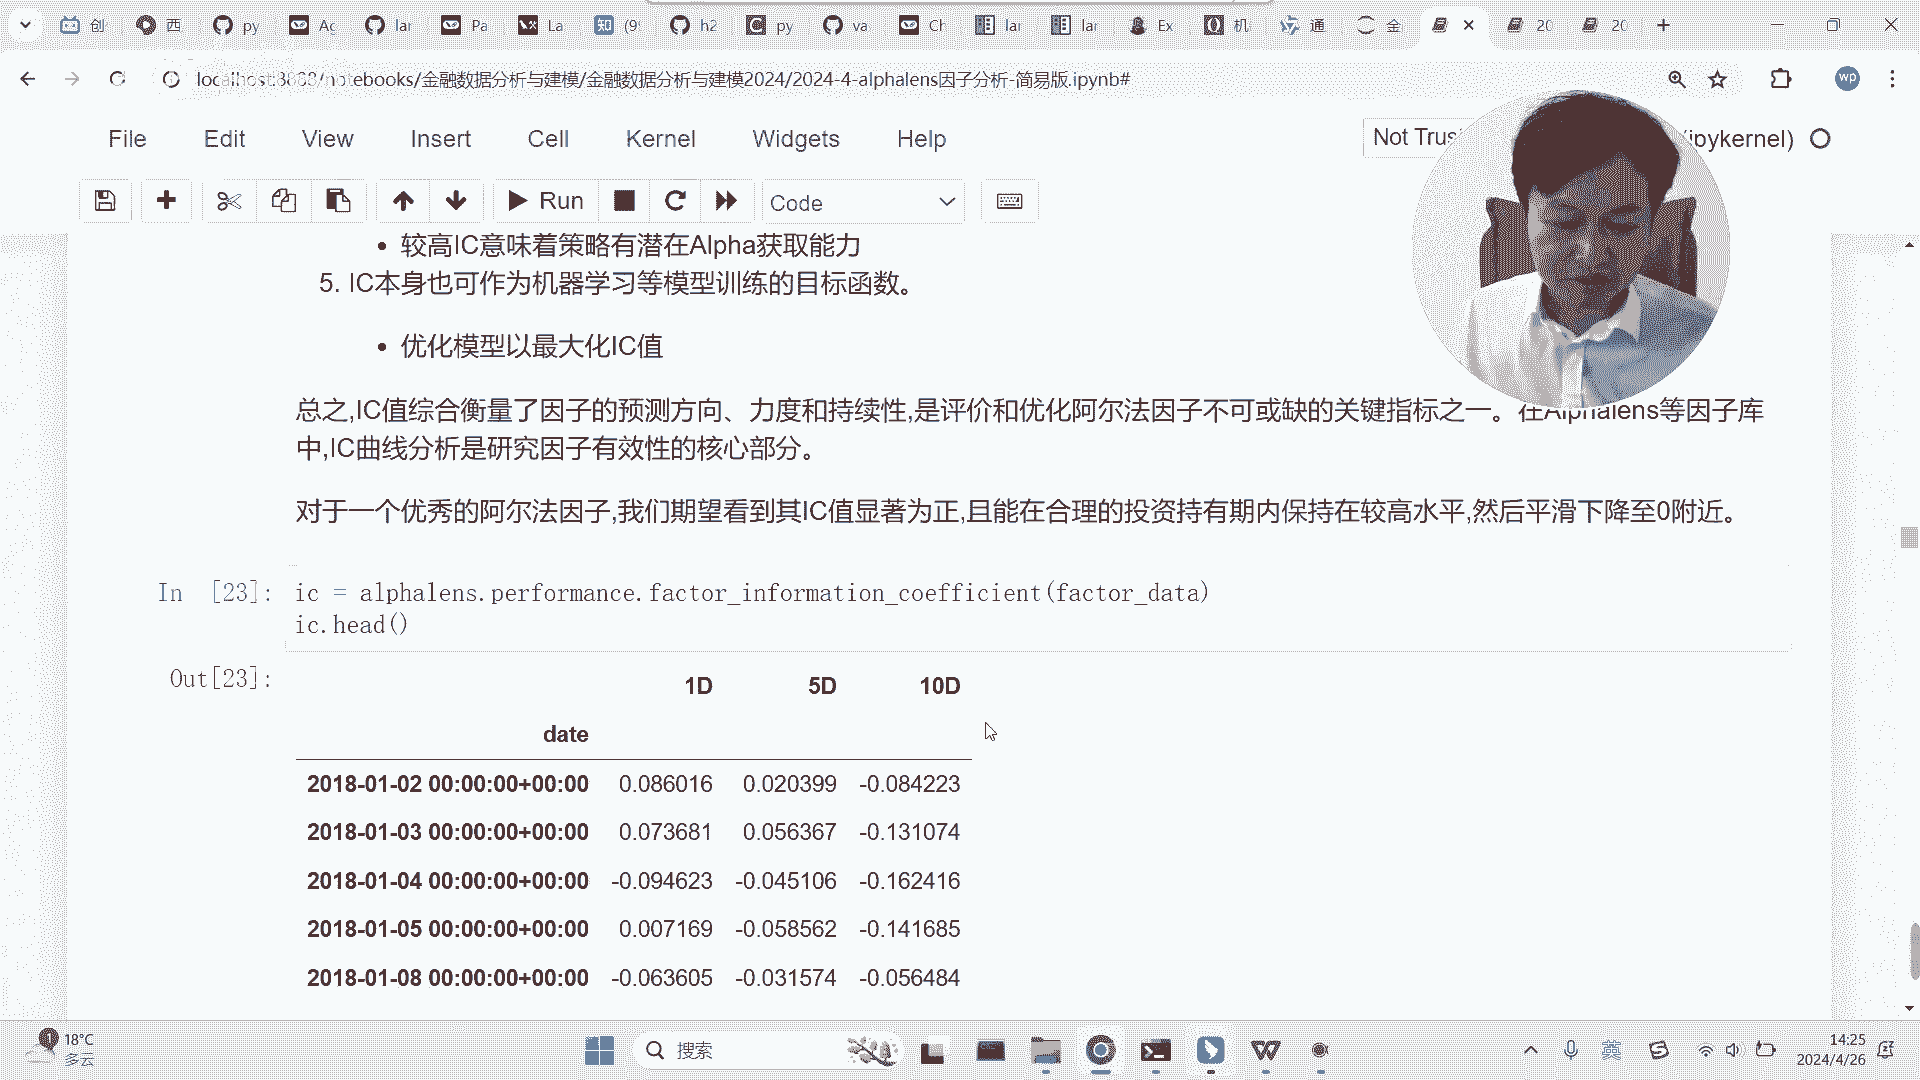 创
西
py
Ac
lar
Pa
La
(9
h2
py
va
Ch
lar
lar
Ex
机
通
金
20
20
localhost:8888/notebooks/金融数据分析与建模/金融数据分析与建模2024/2024-4-alphalens因子分析-简易版.ipynb#
wp
File Edit View Insert Cell Kernel Widgets Help
Not Trus
(ipykernel)
Run
Code
• 较高IC意味着策略有潜在Alpha获取能力
5. IC本身也可作为机器学习等模型训练的目标函数。
• 优化模型以最大化IC值
总之,IC值综合衡量了因子的预测方向、力度和持续性,是评价和优化阿尔法因子不可或缺的关键指标之一。在Alphalens等因子库
中,IC曲线分析是研究因子有效性的核心部分。
对于一个优秀的阿尔法因子,我们期望看到其IC值显著为正,且能在合理的投资持有期内保持在较高水平,然后平滑下降至0附近。
In [23]: ic = alphalens.performance.factor_information_coefficient(factor_data)
ic.head()
Out[23]:
1D 5D 10D
date
2018-01-02 00:00:00+00:00 0.086016 0.020399 -0.084223
2018-01-03 00:00:00+00:00 0.073681 0.056367 -0.131074
2018-01-04 00:00:00+00:00 -0.094623 -0.045106 -0.162416
2018-01-05 00:00:00+00:00 0.007169 -0.058562 -0.141685
2018-01-08 00:00:00+00:00 -0.063605 -0.031574 -0.056484
18°C
多云
搜索
英
14:25
2024/4/26